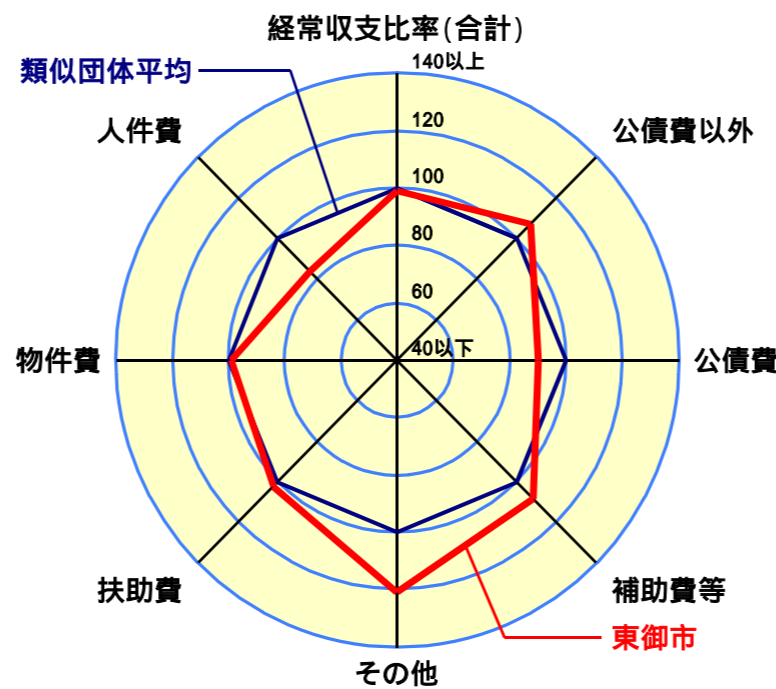 経常収支比率(合計)
類似団体平均
140以上
人件費
公債費以外
120
100
80
60
物件費
40以下
公債費
扶助費
補助費等
東御市
その他